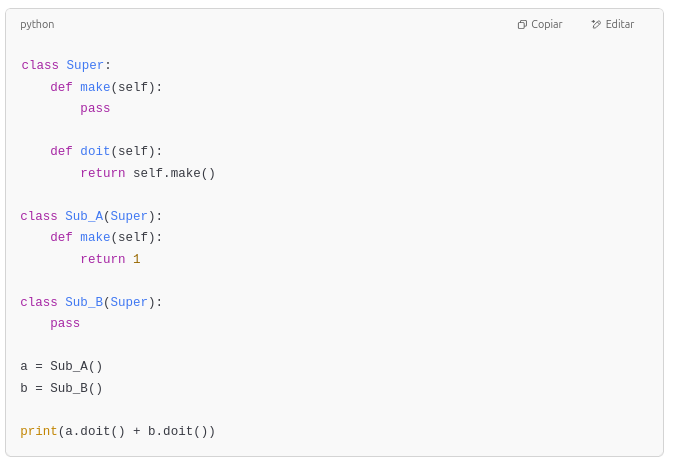 python Copiar Editar
class Super:
    def make(self):
        pass

    def doit(self):
        return self.make()

class Sub_A(Super):
    def make(self):
        return 1

class Sub_B(Super):
    pass

a = Sub_A()
b = Sub_B()

print(a.doit() + b.doit())